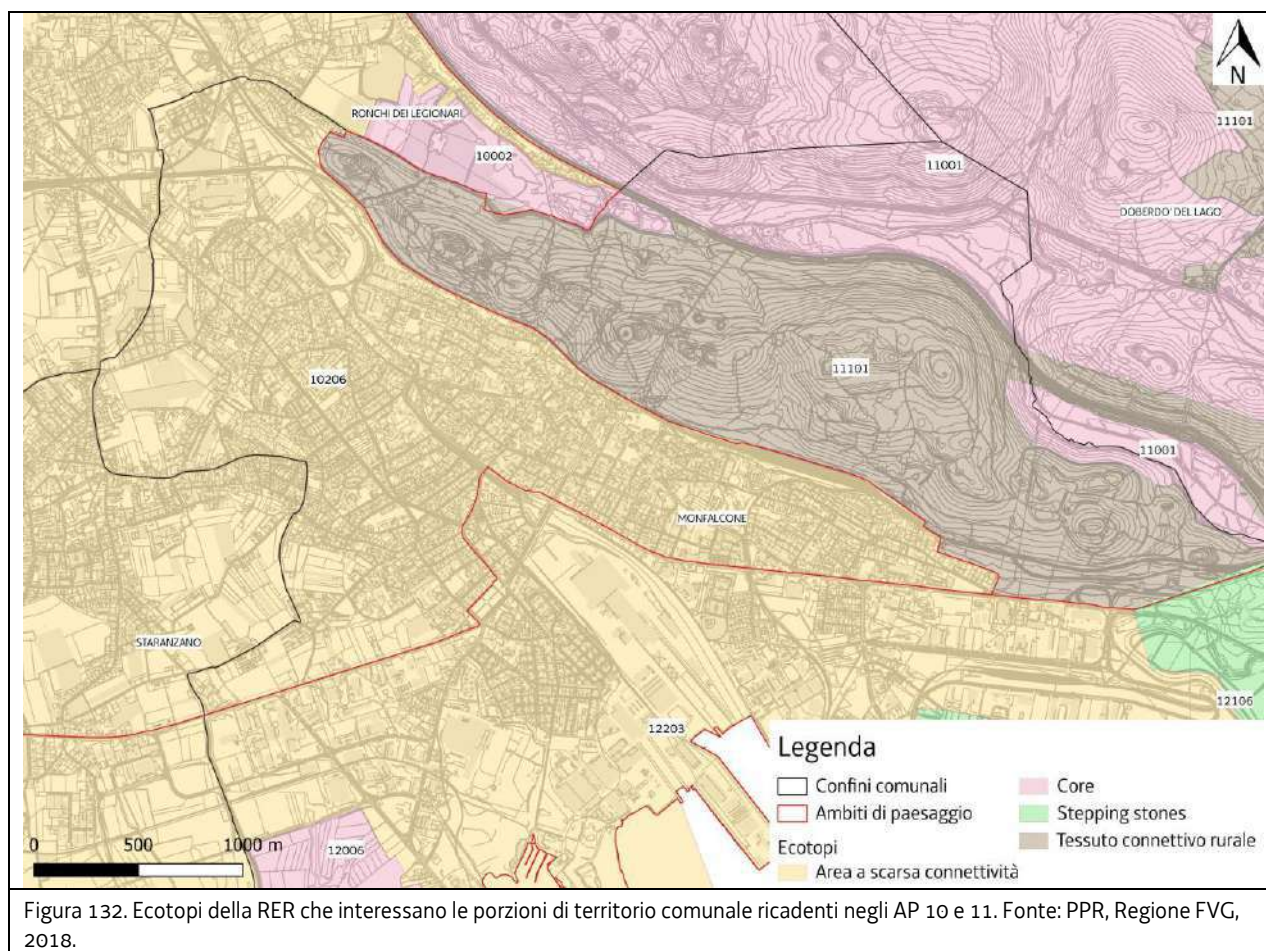 N
RONCHI DEI LEGIONARI
11101
10002
11001
DOBERDO' DEL LAGO
11101
10206
11001
MONFALCONE
STARANZANO
12106
12203
12006
0 500 1000 m
Legenda
Confini comunali
Ambiti di paesaggio
Ecotopi
Area a scarsa connettività
Core
Stepping stones
Tessuto connettivo rurale
Figura 132. Ecotopi della RER che interessano le porzioni di territorio comunale ricadenti negli AP 10 e 11. Fonte: PPR, Regione FVG,
2018.